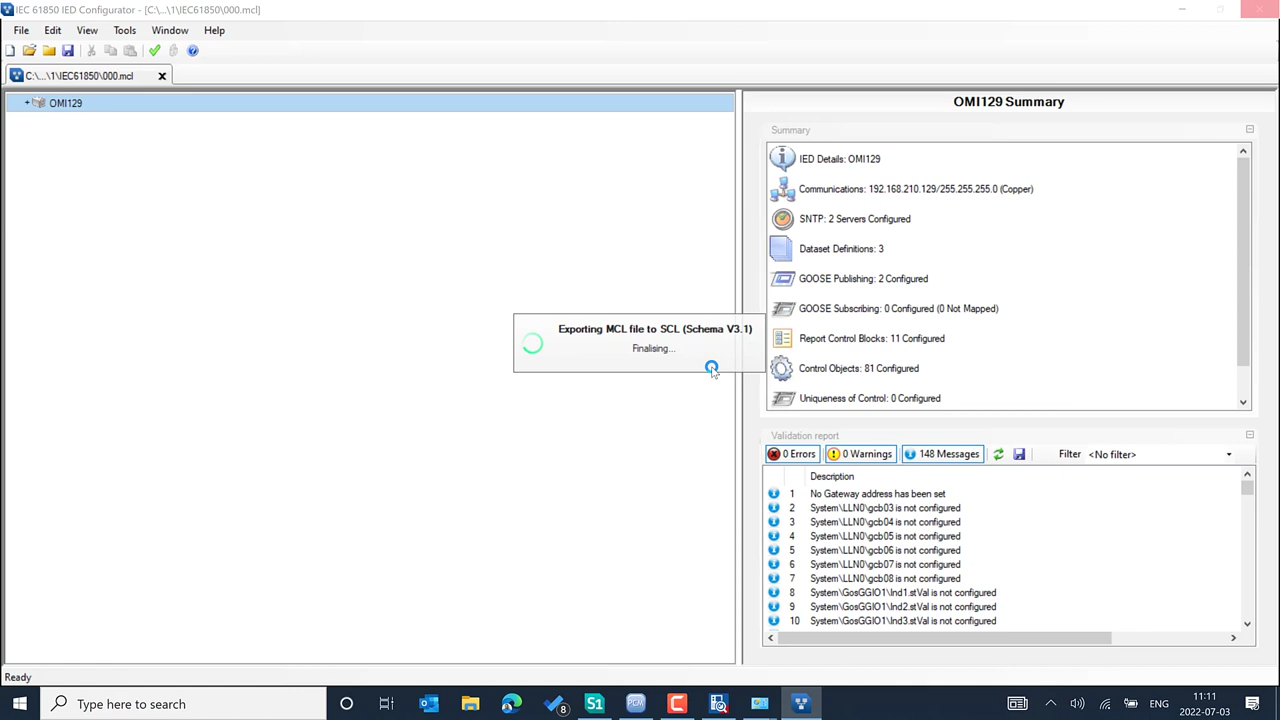 IEC 61850 IED Configurator - [C:\...\1\IEC61850\000.mcl]
File Edit View Tools Window Help
C:\...\1\IEC61850\000.mcl
OMI129
OMI129 Summary
Summary
IED Details: OMI129
Communications: 192.168.210.129/255.255.255.0 (Copper)
SNTP: 2 Servers Configured
Dataset Definitions: 3
GOOSE Publishing: 2 Configured
GOOSE Subscribing: 0 Configured (0 Not Mapped)
Report Control Blocks: 11 Configured
Control Objects: 81 Configured
Uniqueness of Control: 0 Configured
Exporting MCL file to SCL (Schema V3.1)
Finalising...
Validation report
0 Errors 0 Warnings 148 Messages Filter <No filter>
Description
1 No Gateway address has been set
2 System\LLN0\gcb03 is not configured
3 System\LLN0\gcb04 is not configured
4 System\LLN0\gcb05 is not configured
5 System\LLN0\gcb06 is not configured
6 System\LLN0\gcb07 is not configured
7 System\LLN0\gcb08 is not configured
8 System\GosGGIO1\Ind1.stVal is not configured
9 System\GosGGIO1\Ind2.stVal is not configured
10 System\GosGGIO1\Ind3.stVal is not configured
Ready
Type here to search
8
S1
PCM
ENG
11:11
2022-07-03